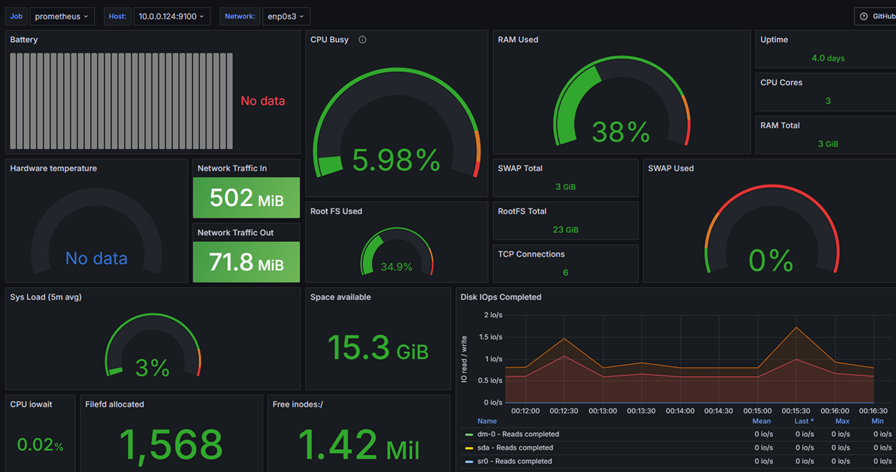 Job prometheus Host: 10.0.0.124:9100 Network: enp0s3 GitHub
Battery
No data
CPU Busy
5.98%
RAM Used
38%
Uptime
4.0 days
CPU Cores
3
RAM Total
3 GiB
Hardware temperature
No data
Network Traffic In
502 MiB
Network Traffic Out
71.8 MiB
Root FS Used
34.9%
SWAP Total
3 GiB
RootFS Total
23 GiB
TCP Connections
6
SWAP Used
0%
Sys Load (5m avg)
3%
Space available
15.3 GiB
Disk IOps Completed
IO read / write
2 io/s
1.5 io/s
1 io/s
0.5 io/s
0 io/s
00:12:00 00:12:30 00:13:00 00:13:30 00:14:00 00:14:30 00:15:00 00:15:30 00:16:00 00:16:30
Name Mean Last * Max Min
dm-0 - Reads completed 0 io/s 0 io/s 0 io/s 0 io/s
sda - Reads completed 0 io/s 0 io/s 0 io/s 0 io/s
sr0 - Reads completed 0 io/s 0 io/s 0 io/s 0 io/s
CPU iowait
0.02%
Filefd allocated
1,568
Free inodes:/
1.42 Mil